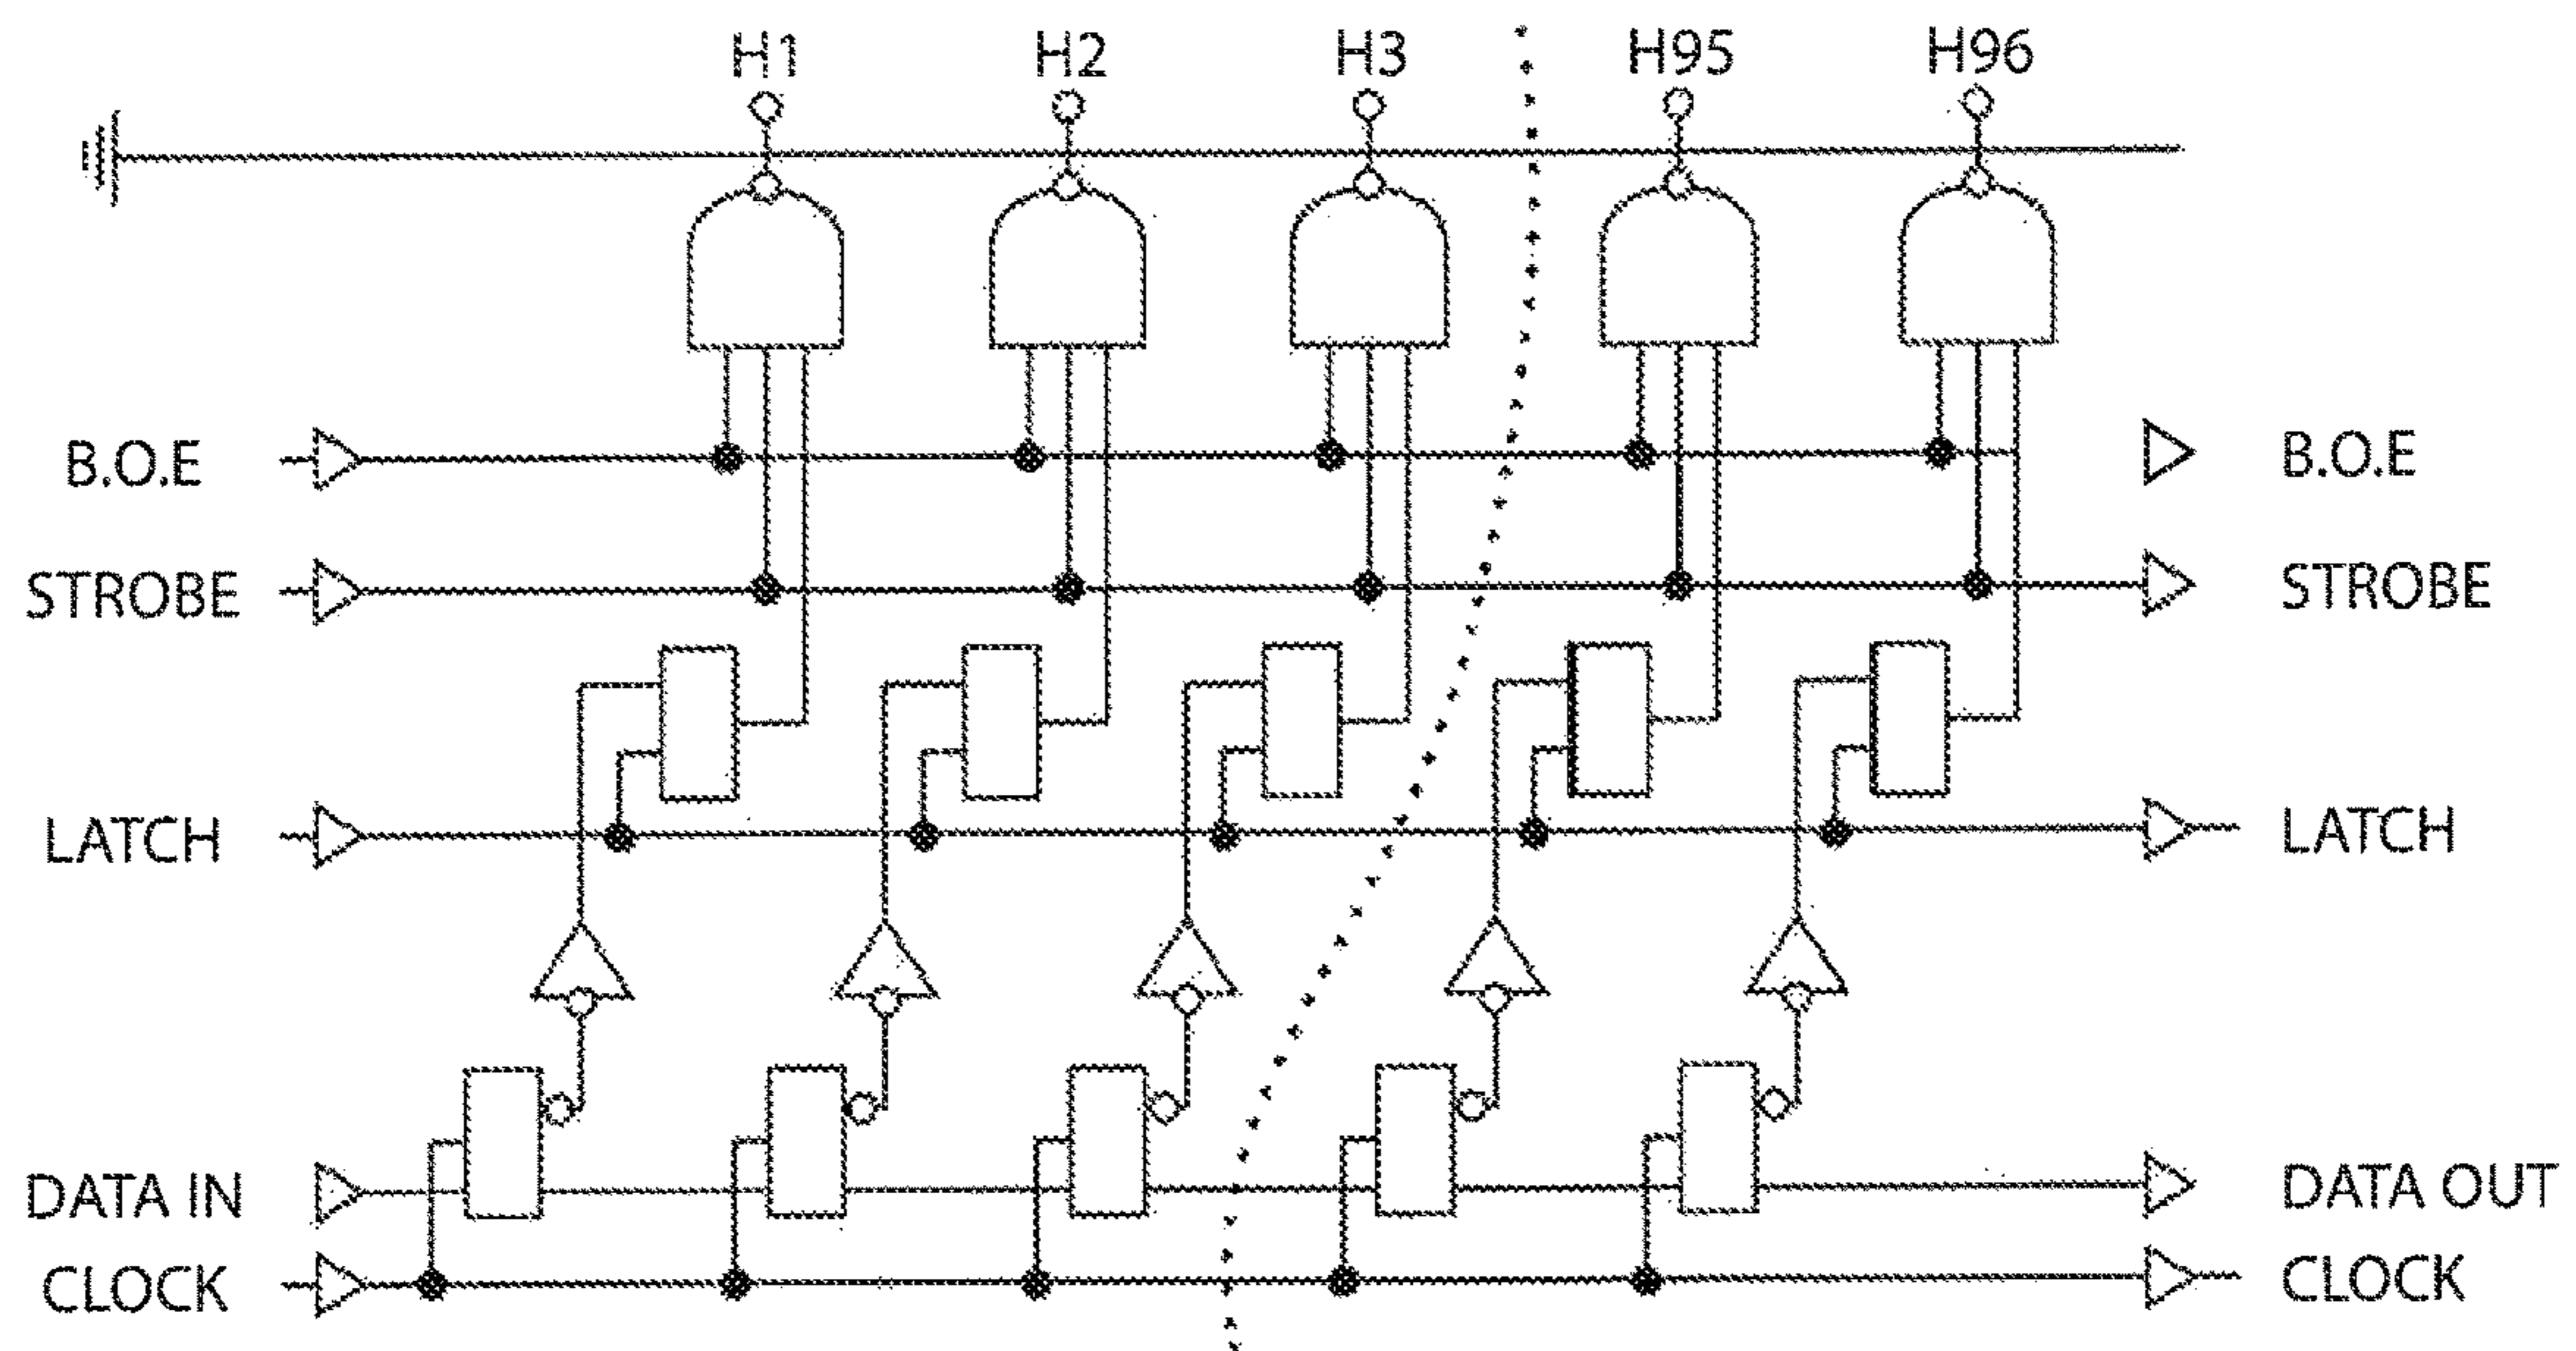 H1 H2 H3 H95 H96
B.O.E B.O.E
STROBE STROBE
LATCH LATCH
DATA IN DATA OUT
CLOCK CLOCK